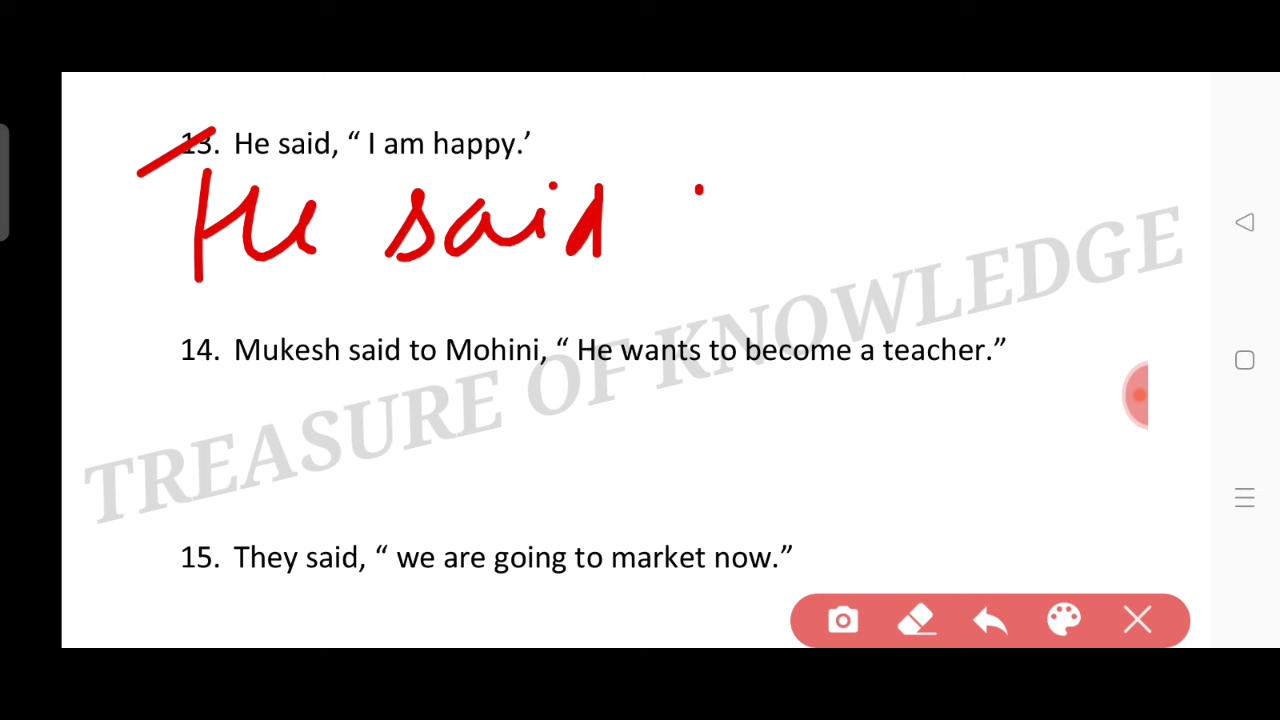 13. He said, “ I am happy.’
He said
14. Mukesh said to Mohini, “ He wants to become a teacher.”
TREASURE OF KNOWLEDGE
15. They said, “ we are going to market now.”